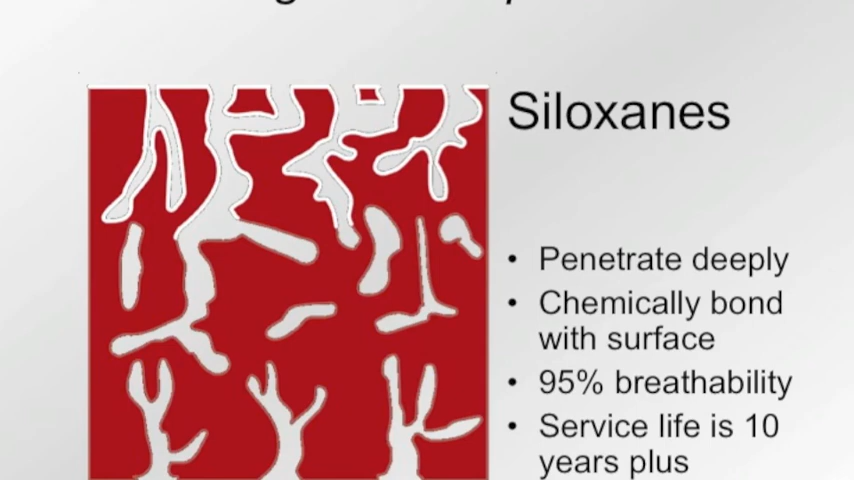 Siloxanes
• Penetrate deeply
• Chemically bond
with surface
• 95% breathability
• Service life is 10
years plus